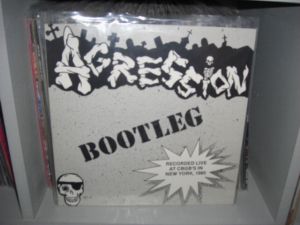 AGRESSION
BOOTLEG
RECORDED LIVE
AT CBGB'S IN
NEW YORK, 1985